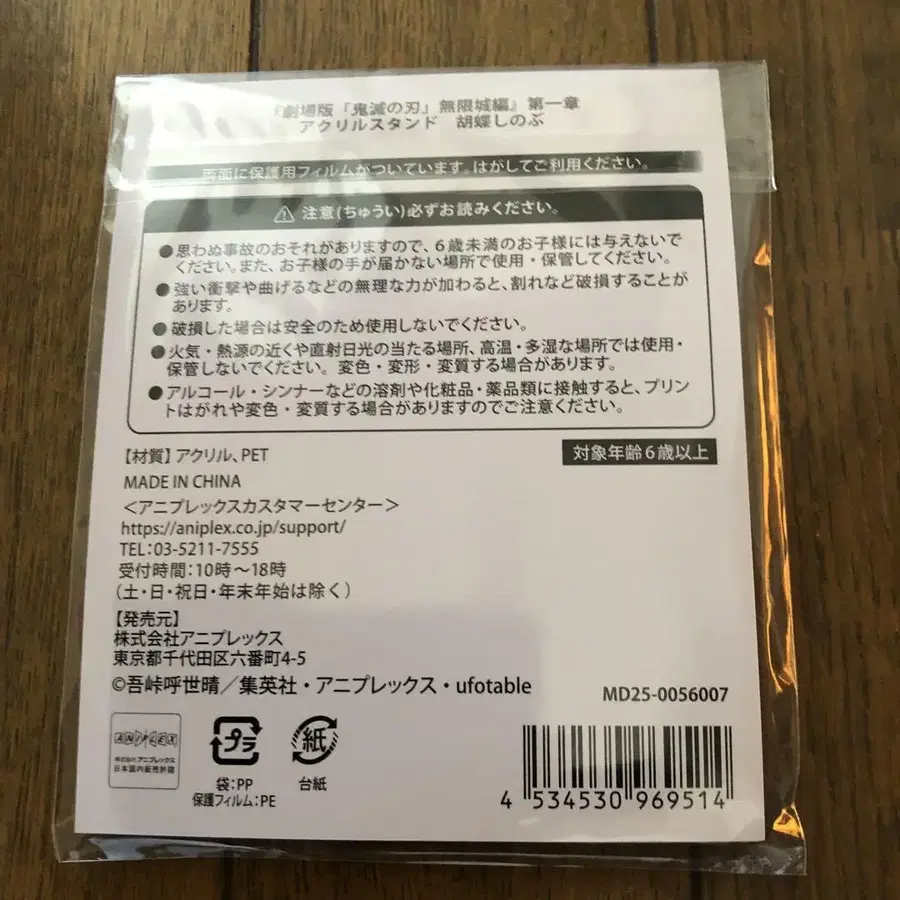 『劇場版「鬼滅の刃」無限城編』第一章
アクリルスタンド 胡蝶しのぶ
両面に保護用フィルムがついています。はがしてご利用ください。
⚠ 注意(ちゅうい)必ずお読みください。
●思わぬ事故のおそれがありますので、6歳未満のお子様には与えないで
ください。また、お子様の手が届かない場所で使用・保管してください。
●強い衝撃や曲げるなどの無理な力が加わると、割れなど破損することが
あります。
●破損した場合は安全のため使用しないでください。
●火気・熱源の近くや直射日光の当たる場所、高温・多湿な場所では使用・
保管しないでください。変色・変形・変質する場合があります。
●アルコール・シンナーなどの溶剤や化粧品・薬品類に接触すると、プリン
トはがれや変色・変質する場合がありますのでご注意ください。
【材質】アクリル、PET
対象年齢6歳以上
MADE IN CHINA
＜アニプレックスカスタマーセンター＞
https://aniplex.co.jp/support/
TEL:03-5211-7555
受付時間:10時～18時
(土・日・祝日・年末年始は除く)
【発売元】
株式会社アニプレックス
東京都千代田区六番町4-5
©吾峠呼世晴／集英社・アニプレックス・ufotable
MD25-0056007
ANIPLEX
株式会社アニプレックス
日本国内販売許諾
プラ
袋:PP
保護フィルム:PE
紙
台紙
4 534530 969514